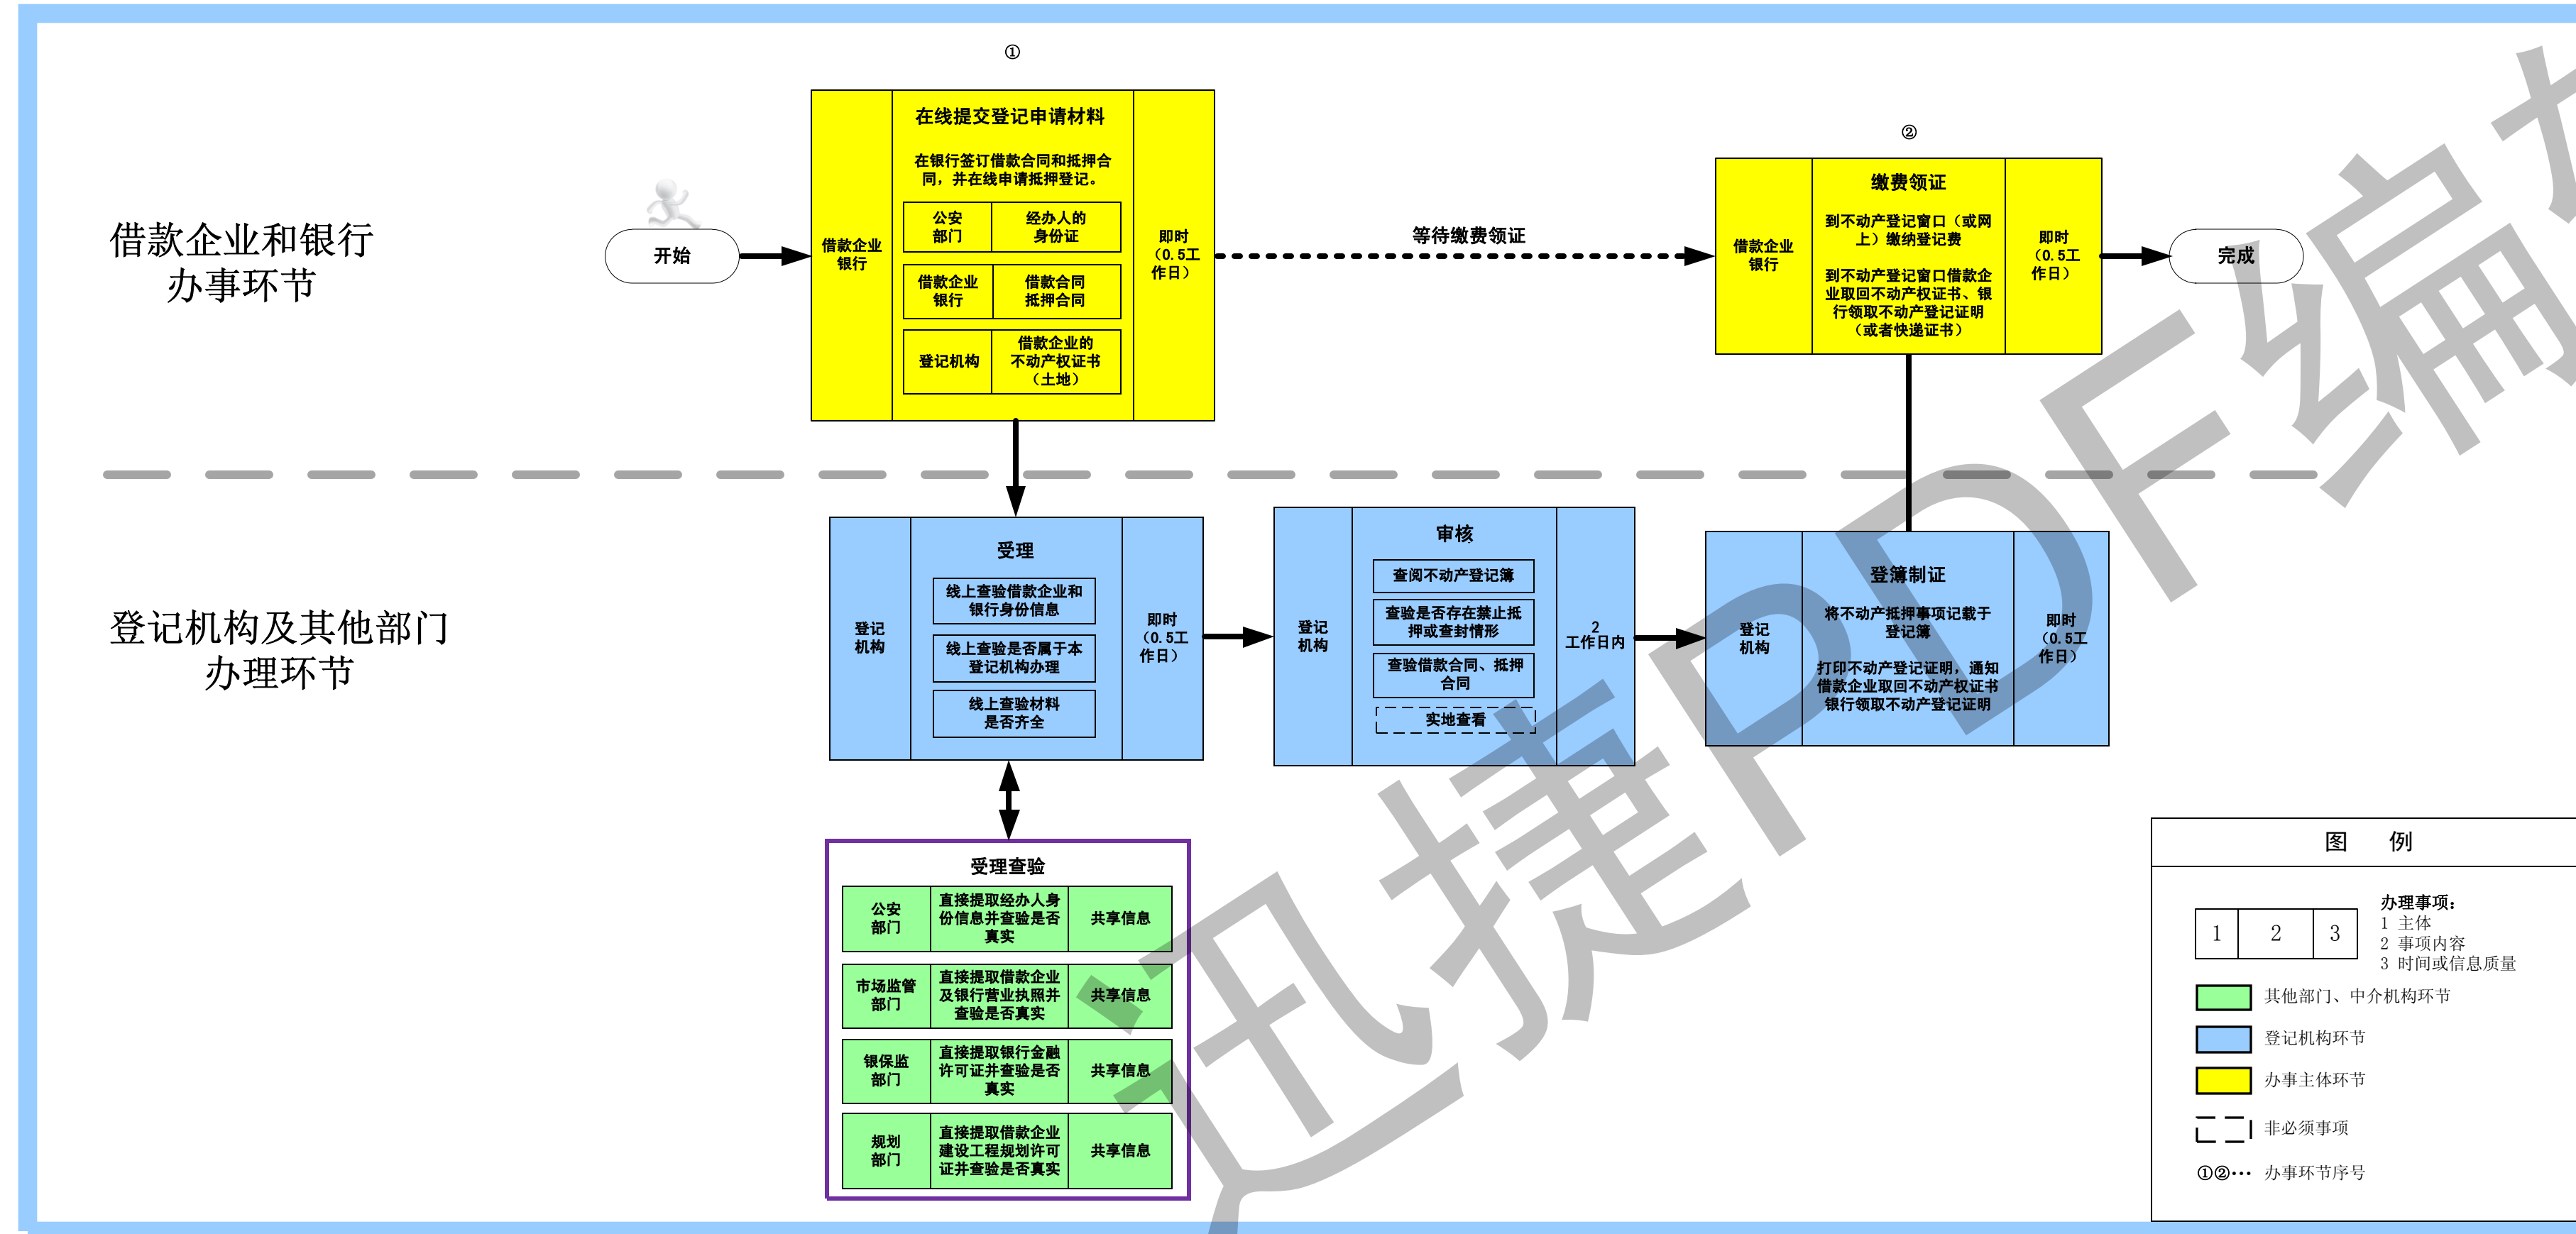 ①
在线提交登记申请材料
在银行签订借款合同和抵押合
同，并在线申请抵押登记。
公安
部门
经办人的
身份证
借款企业
银行
借款企业
银行
借款合同
抵押合同
登记机构
借款企业的
不动产权证书
（土地）
即时
（0.5工
作日）
借款企业和银行
办事环节
开始
等待缴费领证
②
缴费领证
借款企业
银行
到不动产登记窗口（或网
上）缴纳登记费
到不动产登记窗口借款企
业取回不动产权证书、银
行领取不动产登记证明
（或者快递证书）
即时
（0.5工
作日）
完成
登记机构及其他部门
办理环节
受理
登记
机构
线上查验借款企业和
银行身份信息
线上查验是否属于本
登记机构办理
线上查验材料
是否齐全
即时
（0.5工
作日）
审核
登记
机构
查阅不动产登记簿
查验是否存在禁止抵
押或查封情形
查验借款合同、抵押
合同
实地查看
2
工作日内
登簿制证
登记
机构
将不动产抵押事项记载于
登记簿
打印不动产登记证明，通知
借款企业取回不动产权证书
银行领取不动产登记证明
即时
（0.5工
作日）
受理查验
公安
部门
直接提取经办人身
份信息并查验是否
真实
共享信息
市场监管
部门
直接提取借款企业
及银行营业执照并
查验是否真实
共享信息
银保监
部门
直接提取银行金融
许可证并查验是否
真实
共享信息
规划
部门
直接提取借款企业
建设工程规划许可
证并查验是否真实
共享信息
图 例
1 2 3
办理事项：
1 主体
2 事项内容
3 时间或信息质量
其他部门、中介机构环节
登记机构环节
办事主体环节
非必须事项
①②… 办事环节序号
迅捷PDF编